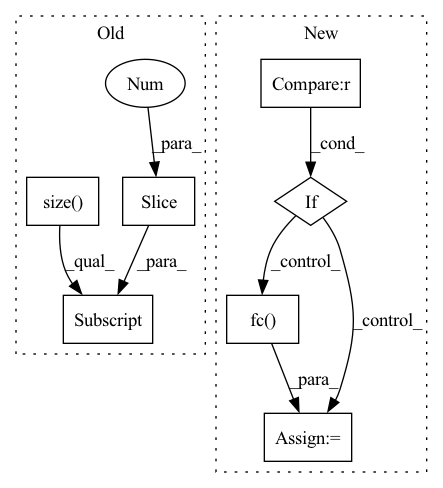 Old
New
Num
Compare:r
_para_
_cond_
size()
Slice
If
_qual_
_para_
_control_
_control_
Subscript
fc()
_para_
Assign:=